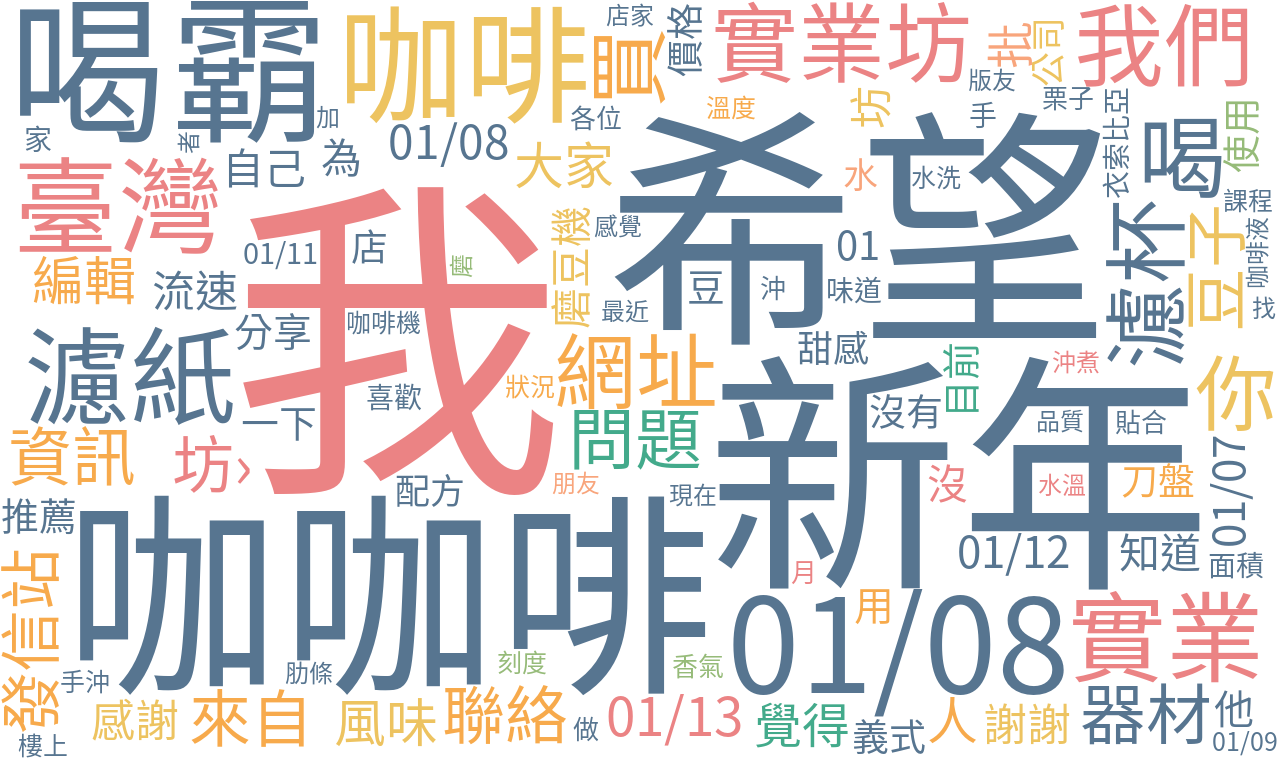 喝霸
咖啡
買
店家
價格
實業坊
批
公司
我們
家
者
加
自己
為
01/08
大家
各位
溫度
坊
版友
手
栗子
衣索比亞
喝
使用
臺灣
我
希望
水
水洗
課程
編輯
流速
01/11
店
磨
磨豆機
感覺
最近
豆
沖
01
味道
濾杯
豆子
咖啡液
找
濾紙
分享
咖啡機
喜歡
狀況
網址
甜感
目前
沖煮
你
一下
問題
新年
沒有
品質
貼合
資訊
坊›
配方
朋友
現在
沒
水溫
刀盤
01/07
推薦
咖咖啡
01/12
知道
面積
發信站
月
01/08
用
實業
手沖
肋條
刻度
香氣
感謝
來自
風味
聯絡
做
01/13
覺得
義式
人
謝謝
器材
他
樓上
01/09